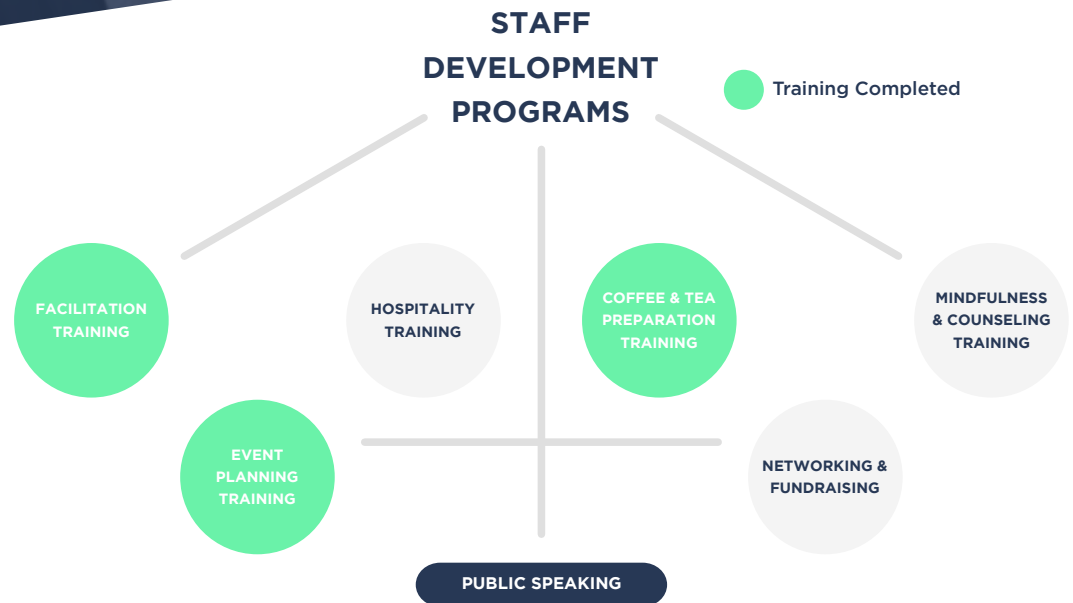 STAFF
DEVELOPMENT
PROGRAMS
Training Completed
FACILITATION
TRAINING
HOSPITALITY
TRAINING
COFFEE & TEA
PREPARATION
TRAINING
MINDFULNESS
& COUNSELING
TRAINING
EVENT
PLANNING
TRAINING
NETWORKING &
FUNDRAISING
PUBLIC SPEAKING